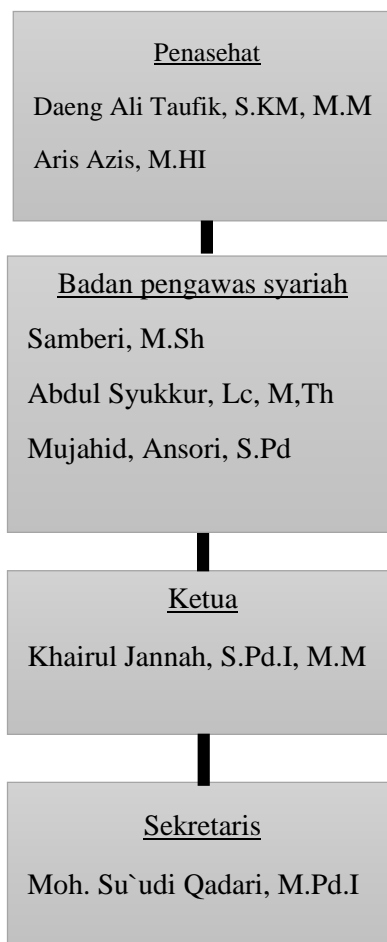 Penasehat
Daeng Ali Taufik, S.KM, M.M
Aris Azis, M.HI
Badan pengawas syariah
Samberi, M.Sh
Abdul Syukkur, Lc, M,Th
Mujahid, Ansori, S.Pd
Ketua
Khairul Jannah, S.Pd.I, M.M
Sekretaris
Moh. Su`udi Qadari, M.Pd.I